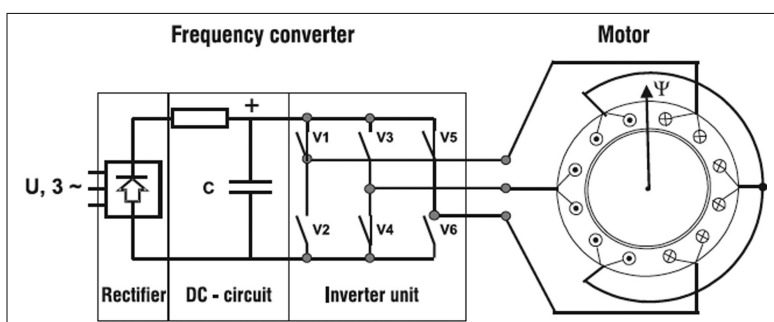 Frequency converter
Motor
+
Ψ
V1
V3
V5
U, 3 ~
C
V2
V4
V6
Rectifier
DC - circuit
Inverter unit